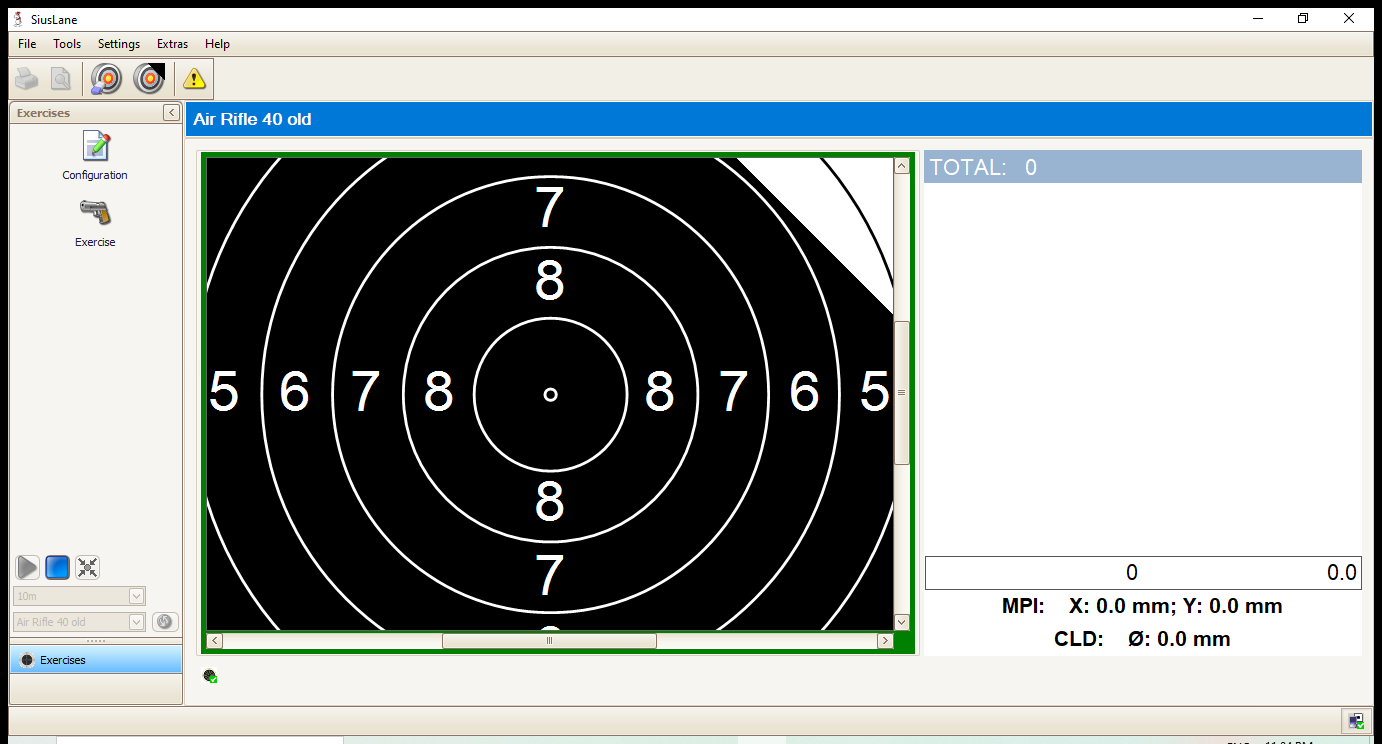 SiusLane
File Tools Settings Extras Help
Exercises
Configuration
Exercise
10m
Air Rifle 40 old
Exercises
Air Rifle 40 old
7
8
5 6 7 8 8 7 6 5
8
7
TOTAL: 0
0 0.0
MPI: X: 0.0 mm; Y: 0.0 mm
CLD: Ø: 0.0 mm